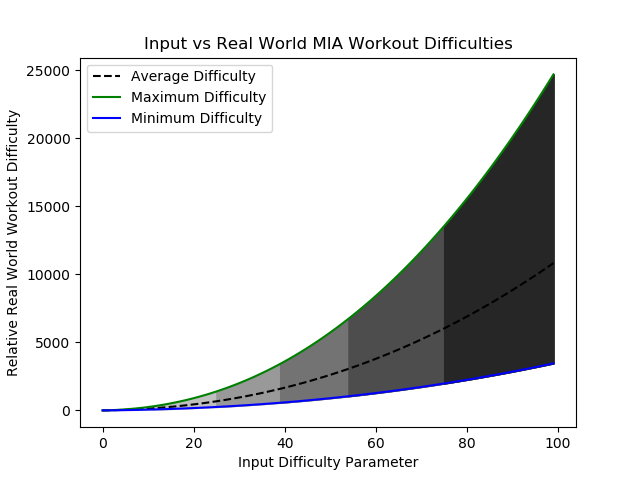 Input vs Real World MIA Workout Difficulties
Average Difficulty
Maximum Difficulty
Minimum Difficulty
Relative Real World Workout Difficulty
25000
20000
15000
10000
5000
0
0 20 40 60 80 100
Input Difficulty Parameter